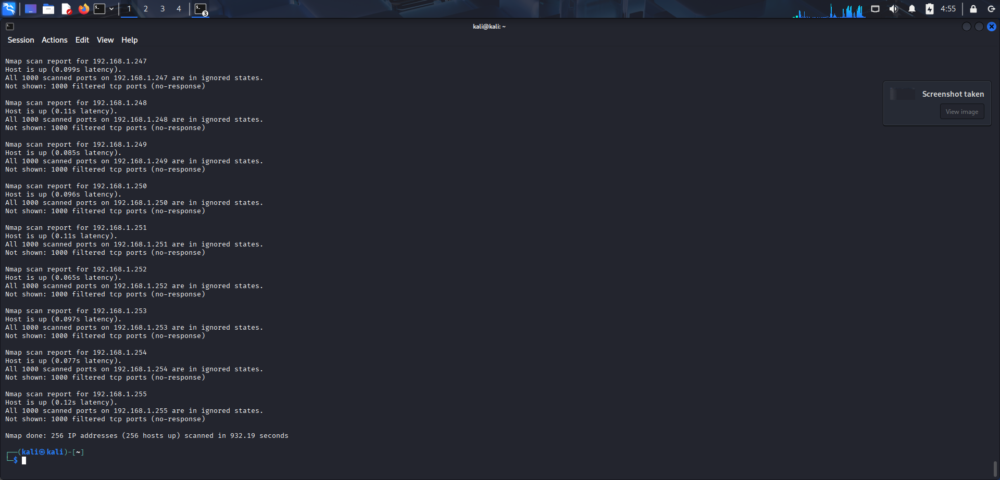 1 2 3 4 3 4:55
kali@kali: ~
Session Actions Edit View Help
Nmap scan report for 192.168.1.247
Host is up (0.099s latency).
All 1000 scanned ports on 192.168.1.247 are in ignored states.
Not shown: 1000 filtered tcp ports (no-response)
Nmap scan report for 192.168.1.248
Host is up (0.11s latency).
All 1000 scanned ports on 192.168.1.248 are in ignored states.
Not shown: 1000 filtered tcp ports (no-response)
Nmap scan report for 192.168.1.249
Host is up (0.085s latency).
All 1000 scanned ports on 192.168.1.249 are in ignored states.
Not shown: 1000 filtered tcp ports (no-response)
Nmap scan report for 192.168.1.250
Host is up (0.096s latency).
All 1000 scanned ports on 192.168.1.250 are in ignored states.
Not shown: 1000 filtered tcp ports (no-response)
Nmap scan report for 192.168.1.251
Host is up (0.11s latency).
All 1000 scanned ports on 192.168.1.251 are in ignored states.
Not shown: 1000 filtered tcp ports (no-response)
Nmap scan report for 192.168.1.252
Host is up (0.065s latency).
All 1000 scanned ports on 192.168.1.252 are in ignored states.
Not shown: 1000 filtered tcp ports (no-response)
Nmap scan report for 192.168.1.253
Host is up (0.097s latency).
All 1000 scanned ports on 192.168.1.253 are in ignored states.
Not shown: 1000 filtered tcp ports (no-response)
Nmap scan report for 192.168.1.254
Host is up (0.077s latency).
All 1000 scanned ports on 192.168.1.254 are in ignored states.
Not shown: 1000 filtered tcp ports (no-response)
Nmap scan report for 192.168.1.255
Host is up (0.12s latency).
All 1000 scanned ports on 192.168.1.255 are in ignored states.
Not shown: 1000 filtered tcp ports (no-response)
Nmap done: 256 IP addresses (256 hosts up) scanned in 932.19 seconds
┌──(kali㉿kali)-[~]
└─$
Screenshot taken
View image